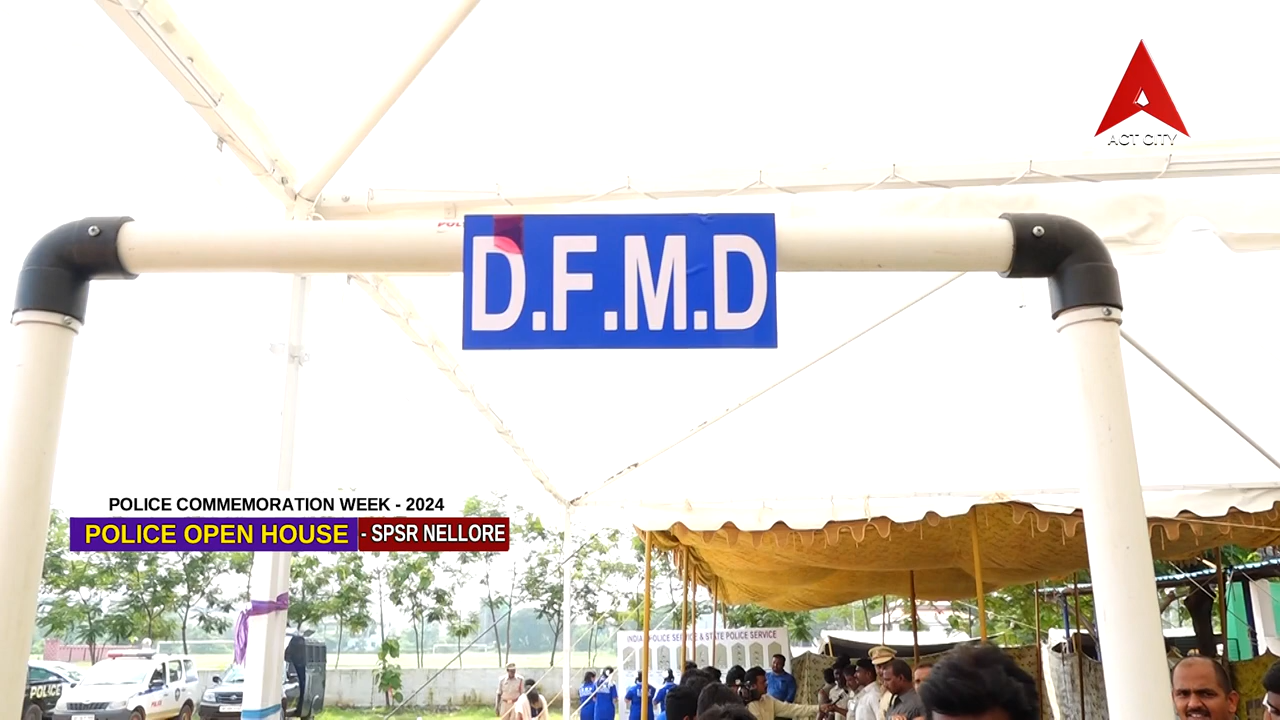 ACT CITY
D.F.M.D
POLICE COMMEMORATION WEEK - 2024
POLICE OPEN HOUSE - SPSR NELLORE
INDIAN POLICE SERVICE & STATE POLICE SERVICE
POLICE